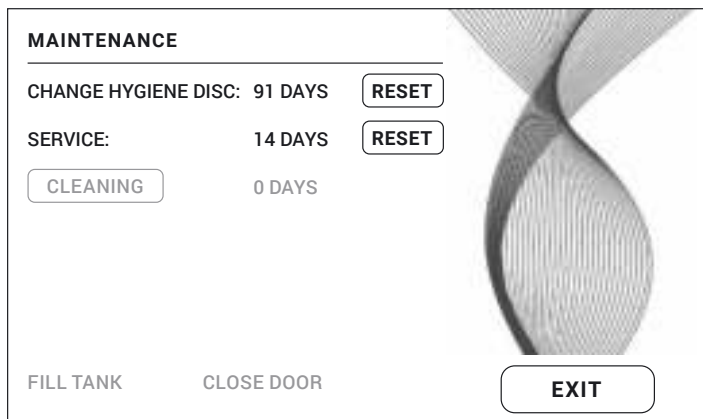 MAINTENANCE
CHANGE HYGIENE DISC: 91 DAYS RESET
SERVICE: 14 DAYS RESET
CLEANING 0 DAYS
FILL TANK CLOSE DOOR EXIT